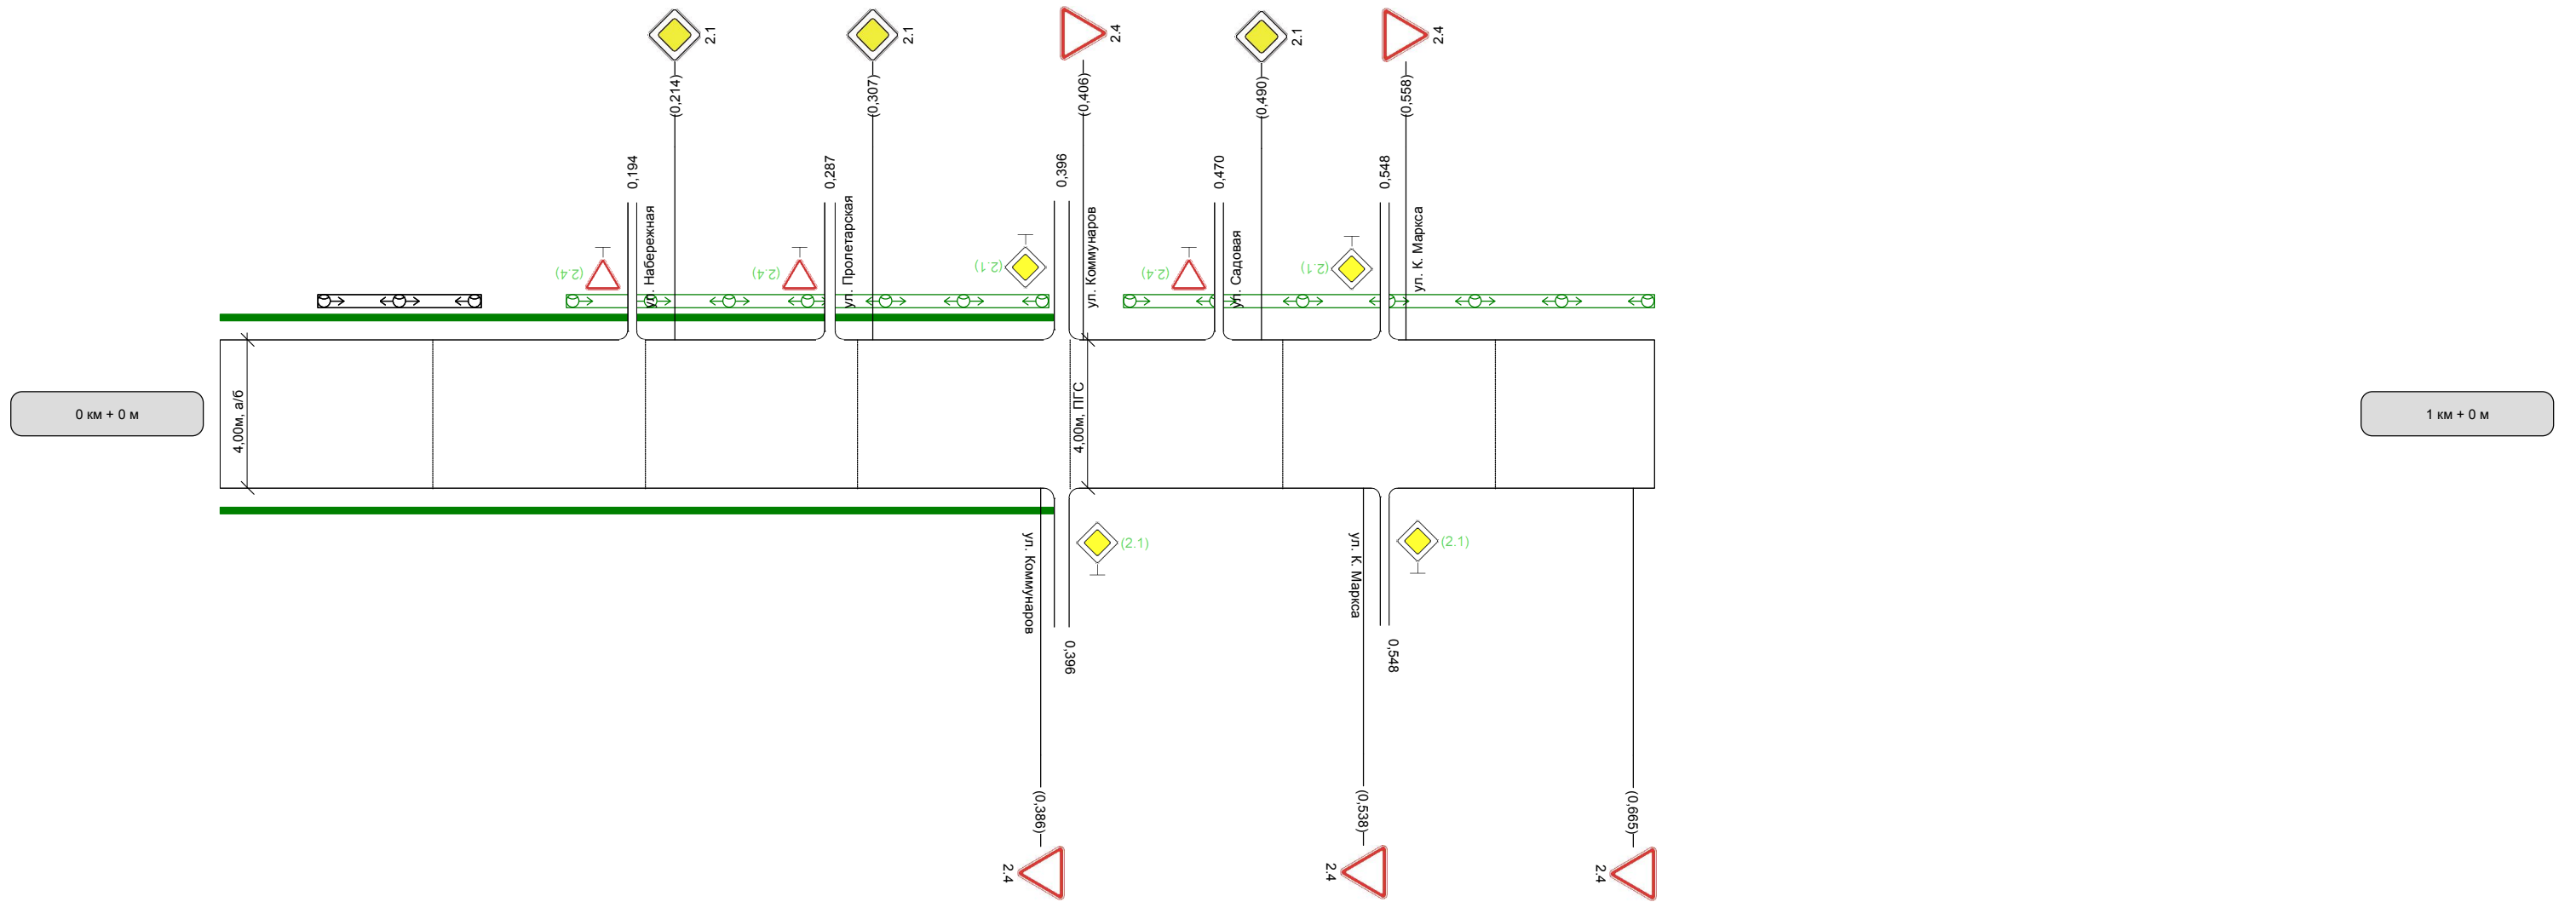 2.1
2.1
2.4
2.1
2.4
(0,214)
(0,307)
(0,406)
(0,490)
(0,558)
0,194
0,287
0,396
0,470
0,548
ул. Набережная
ул. Пролетарская
ул. Коммунаров
ул. Садовая
ул. К. Маркса
(2.4)
(2.4)
(2.1)
(2.4)
(2.1)
0 км + 0 м
4,00м, а/б
4,00м, ПГС
1 км + 0 м
(2.1)
(2.1)
ул. Коммунаров
ул. К. Маркса
0,396
0,548
(0,386)
(0,538)
(0,665)
2.4
2.4
2.4